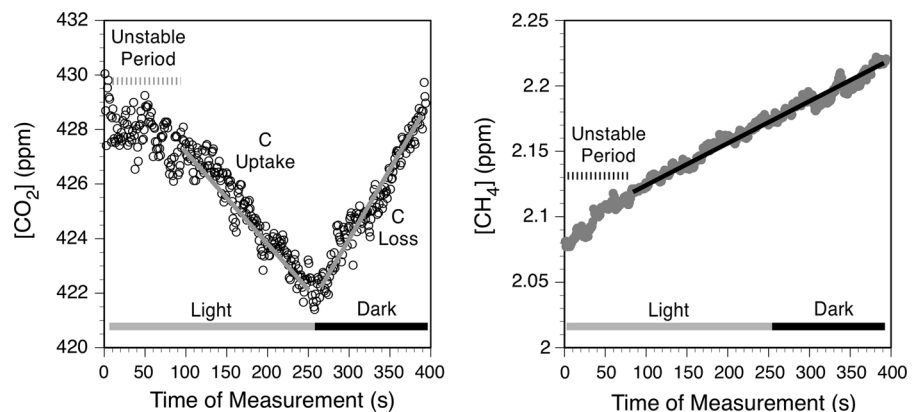 432
430
428
426
424
422
420
[CO2] (ppm)
Unstable
Period
C
Uptake
C
Loss
Light
Dark
0 50 100 150 200 250 300 350 400
Time of Measurement (s)
2.25
2.2
2.15
2.1
2.05
2
[CH4] (ppm)
Unstable
Period
Light
Dark
0 50 100 150 200 250 300 350 400
Time of Measurement (s)